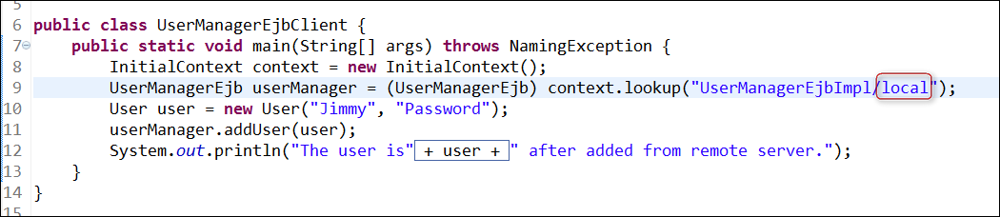 5
6 public class UserManagerEjbClient {
7 public static void main(String[] args) throws NamingException {
8 InitialContext context = new InitialContext();
9 UserManagerEjb userManager = (UserManagerEjb) context.lookup("UserManagerEjbImpl/local");
10 User user = new User("Jimmy", "Password");
11 userManager.addUser(user);
12 System.out.println("The user is" + user + " after added from remote server.");
13 }
14 }
15